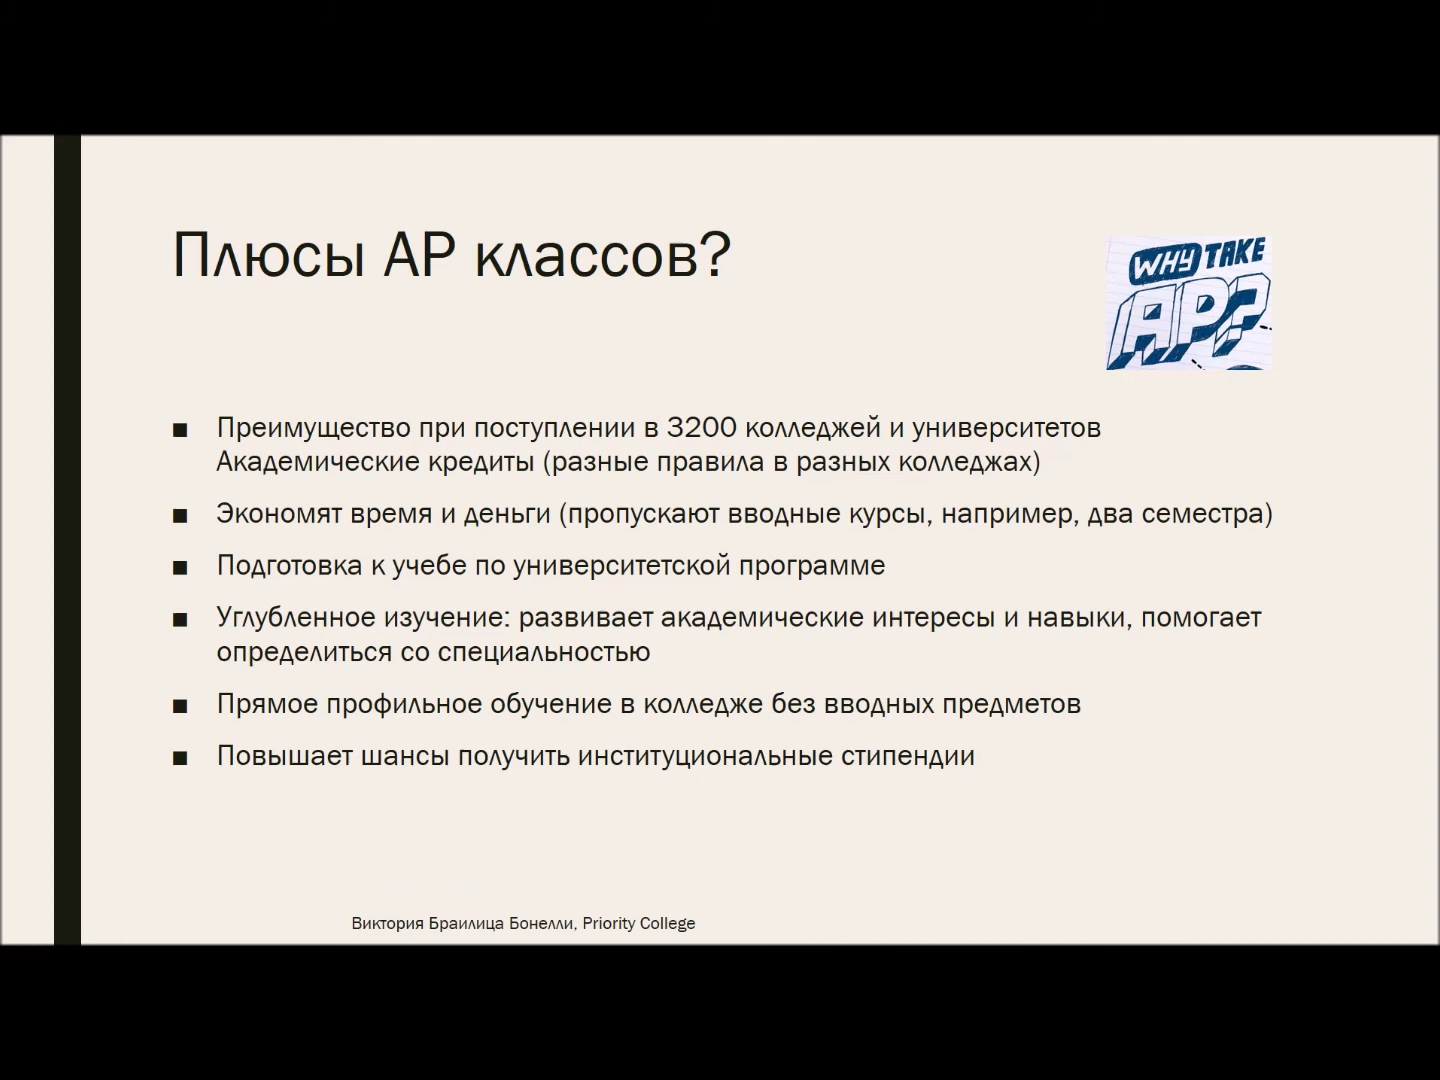 Плюсы AP классов?
WHY TAKE
AP?
Преимущество при поступлении в 3200 колледжей и университетов
Академические кредиты (разные правила в разных колледжах)
Экономят время и деньги (пропускают вводные курсы, например, два семестра)
Подготовка к учебе по университетской программе
Углубленное изучение: развивает академические интересы и навыки, помогает
определиться со специальностью
Прямое профильное обучение в колледже без вводных предметов
Повышает шансы получить институциональные стипендии
Виктория Браилица Бонелли, Priority College